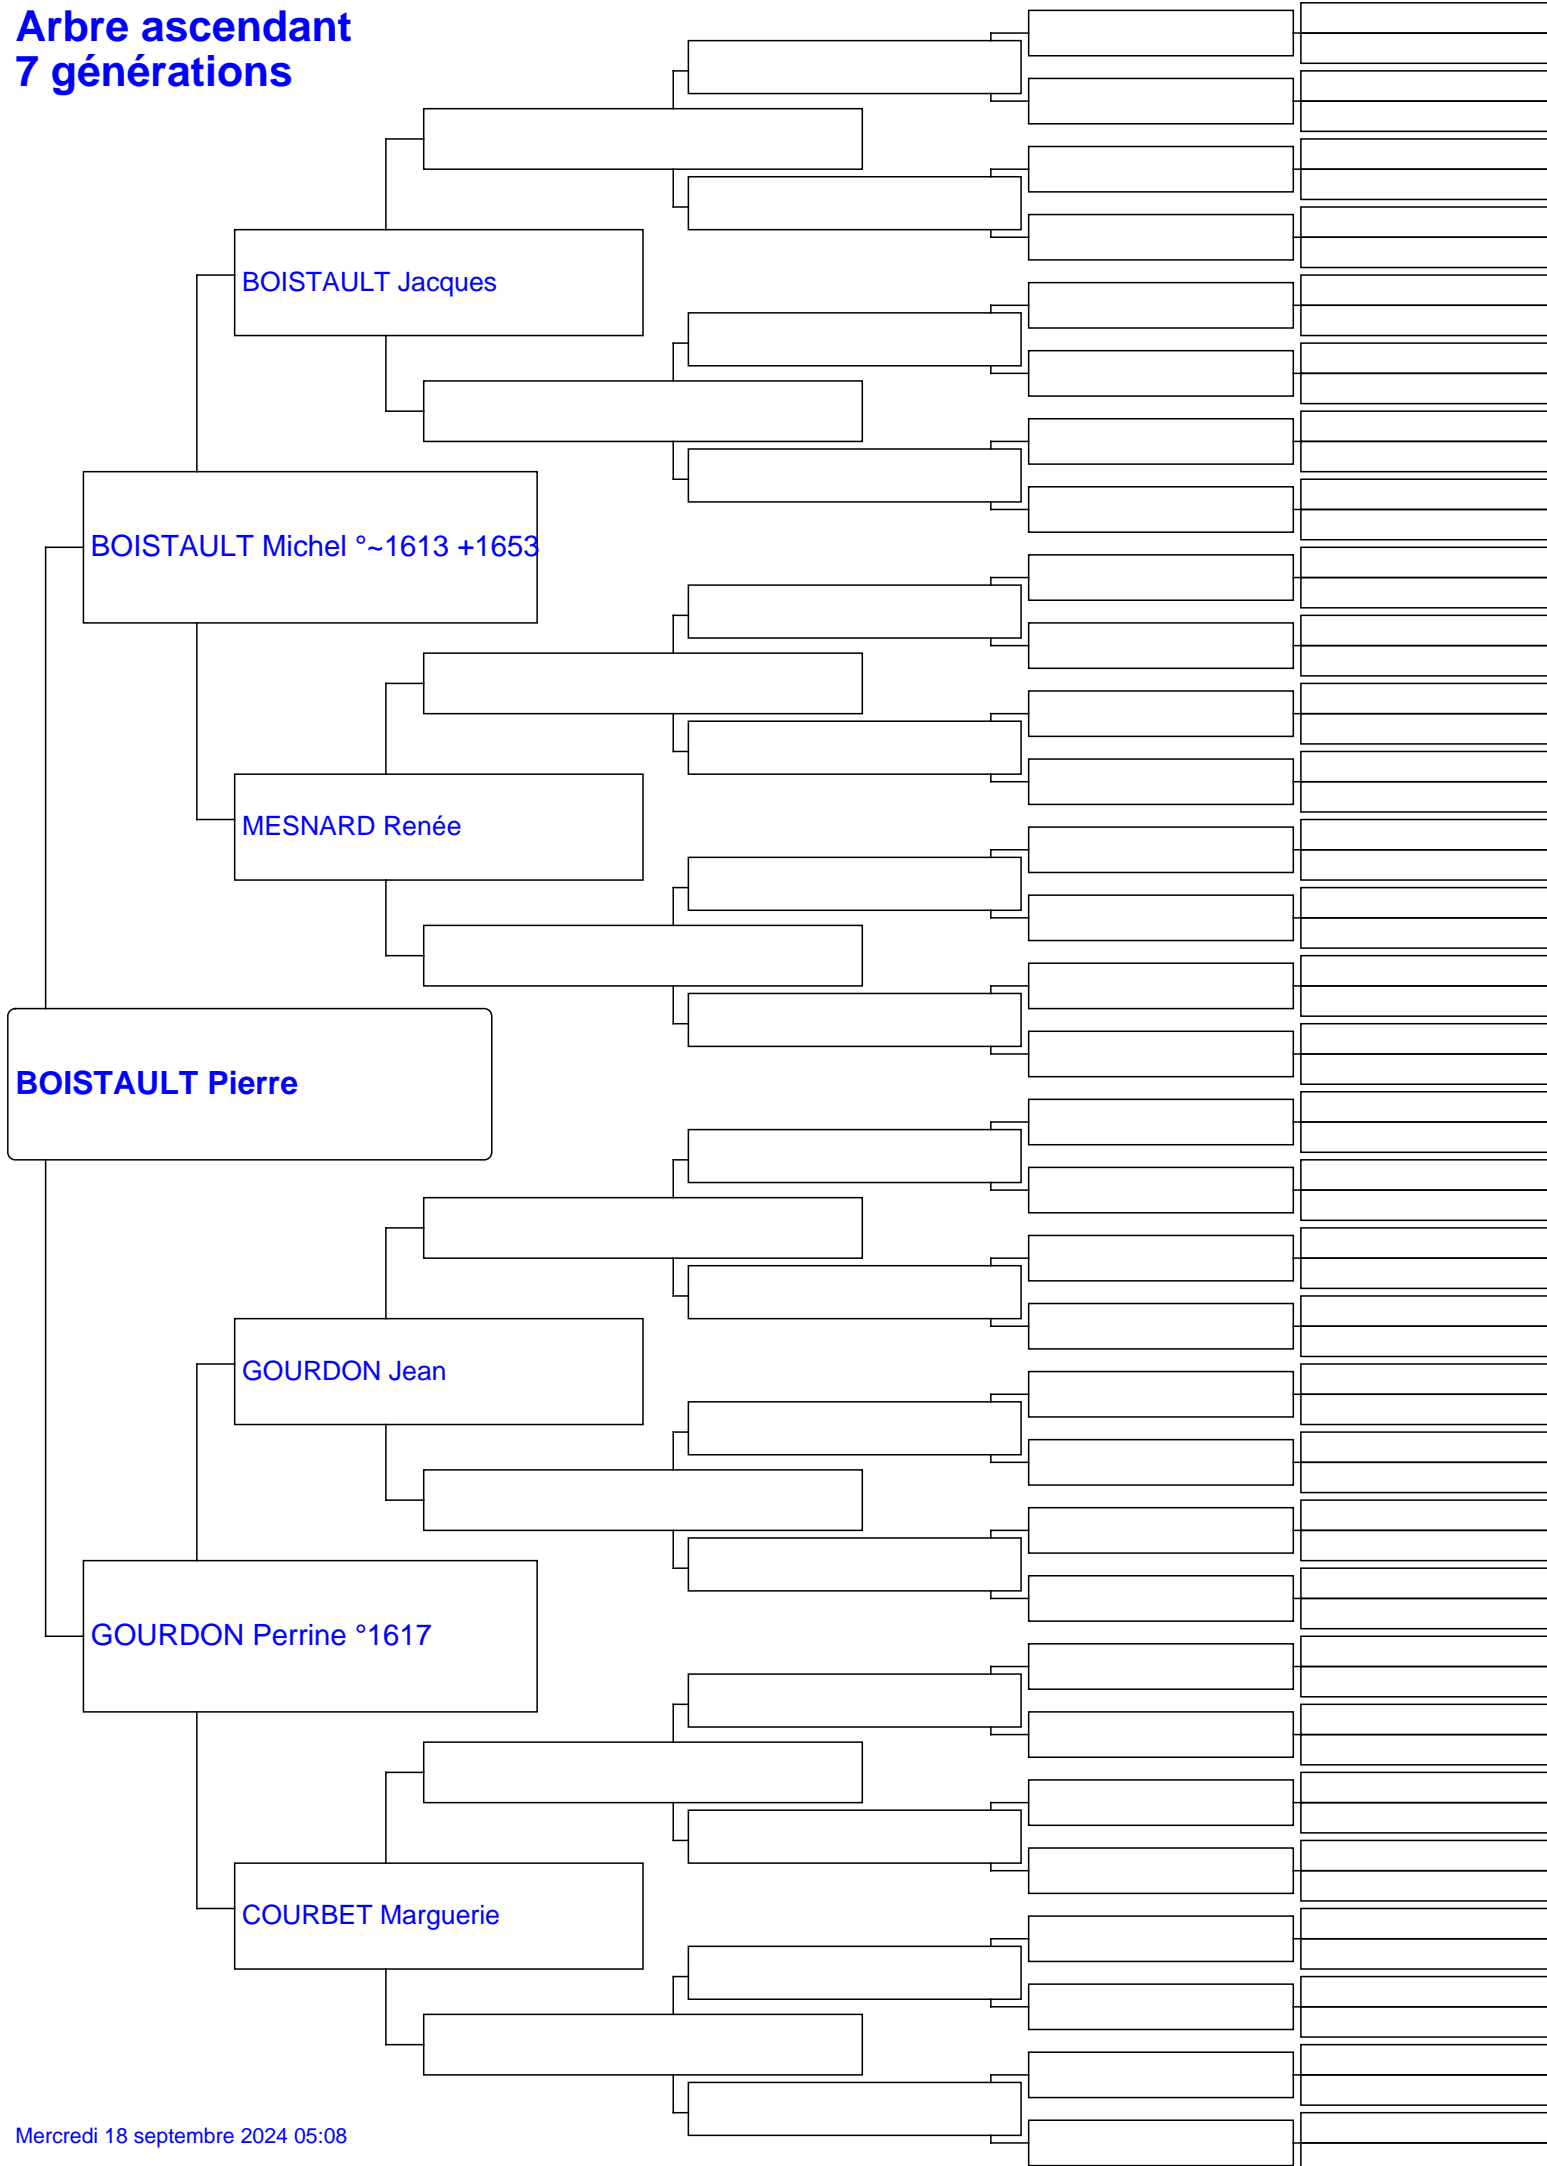 Arbre ascendant
7 générations
BOISTAULT Jacques
BOISTAULT Michel °~1613 +1653
MESNARD Renée
BOISTAULT Pierre
GOURDON Jean
GOURDON Perrine °1617
COURBET Marguerie
Mercredi 18 septembre 2024 05:08